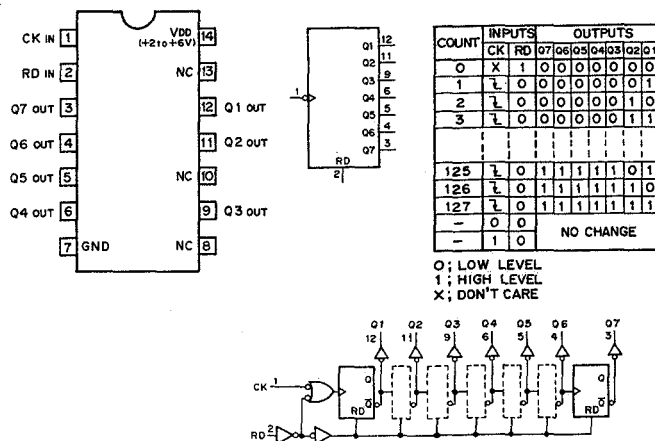 CK IN 1
VDD 14
(+2 TO +6V)
RD IN 2
NC 13
Q7 OUT 3
12 Q1 OUT
Q6 OUT 4
11 Q2 OUT
Q5 OUT 5
NC 10
Q4 OUT 6
9 Q3 OUT
7 GND
NC 8
1
Q1 12
Q2 11
Q3 9
Q4 6
Q5 5
Q6 4
Q7 3
RD
2
COUNT INPUTS OUTPUTS
CK RD Q7 Q6 Q5 Q4 Q3 Q2 Q1
0 X 1 0 0 0 0 0 0 0
1 0 0 0 0 0 0 0 1
2 0 0 0 0 0 0 1 0
3 0 0 0 0 0 0 1 1
125 0 1 1 1 1 1 0 1
126 0 1 1 1 1 1 1 0
127 0 1 1 1 1 1 1 1
– 0 0 NO CHANGE
– 1 0
0; LOW LEVEL
1; HIGH LEVEL
X; DON'T CARE
Q1 Q2 Q3 Q4 Q5 Q6 Q7
12 11 9 6 5 4 3
CK 1
Q Q
Q Q
RD RD
RD 2